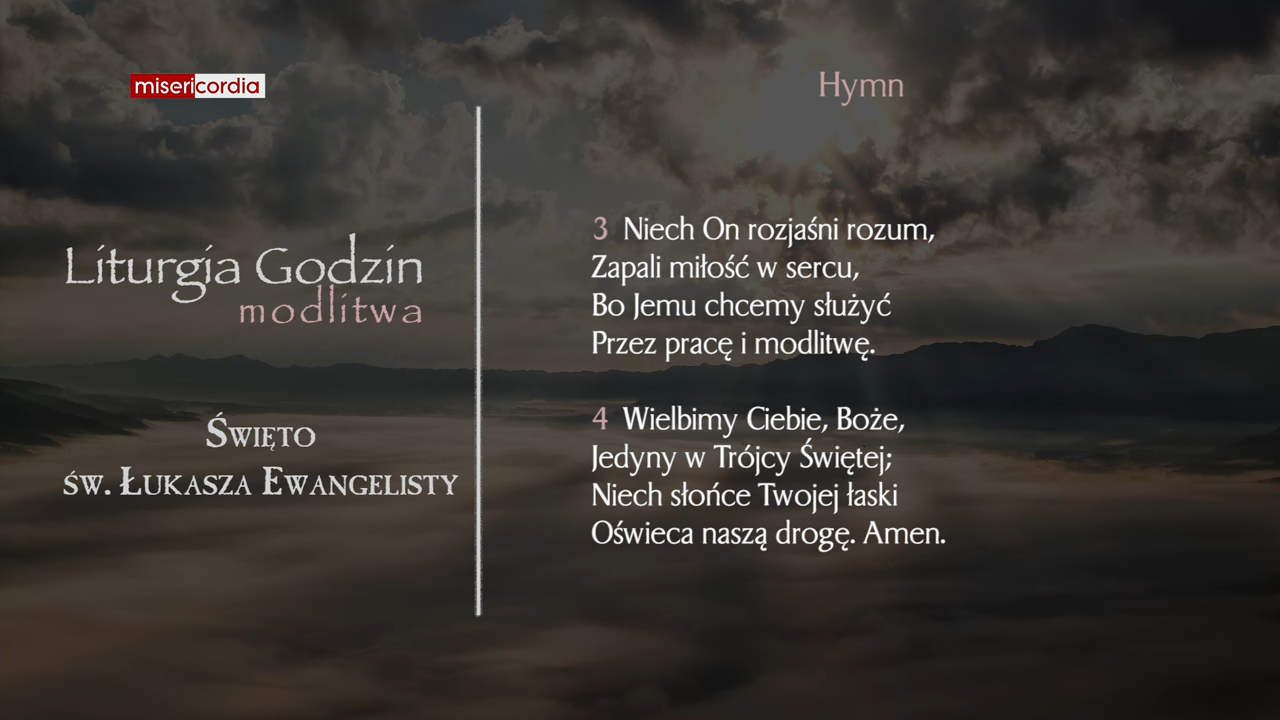 misericordia
Liturgia Godzin
modlitwa
Święto
św. Łukasza Ewangelisty
Hymn
3 Niech On rozjaśni rozum,
Zapali miłość w sercu,
Bo Jemu chcemy służyć
Przez pracę i modlitwę.
4 Wielbimy Ciebie, Boże,
Jedyny w Trójcy Świętej;
Niech słońce Twojej łaski
Oświeca naszą drogę. Amen.